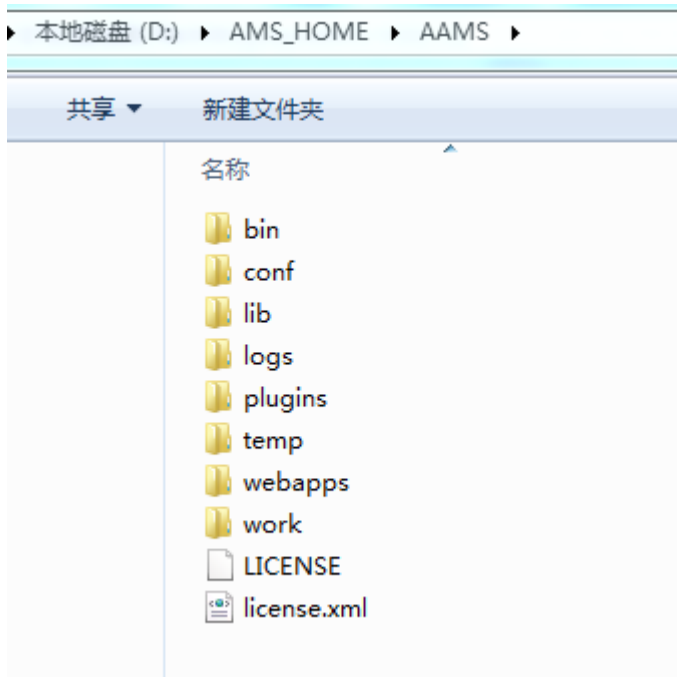 本地磁盘 (D:) ▸ AMS_HOME ▸ AAMS ▸
共享 新建文件夹
名称
bin
conf
lib
logs
plugins
temp
webapps
work
LICENSE
license.xml